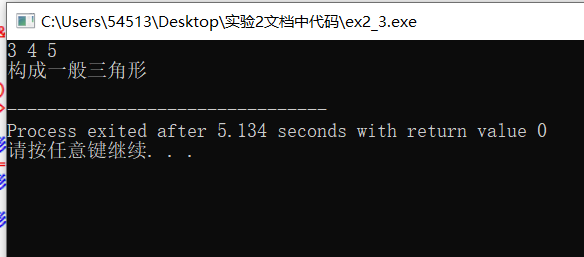 C:\Users\54513\Desktop\实验2文档中代码\ex2_3.exe
3 4 5
构成一般三角形
--------------------------------
Process exited after 5.134 seconds with return value 0
请按任意键继续. . .